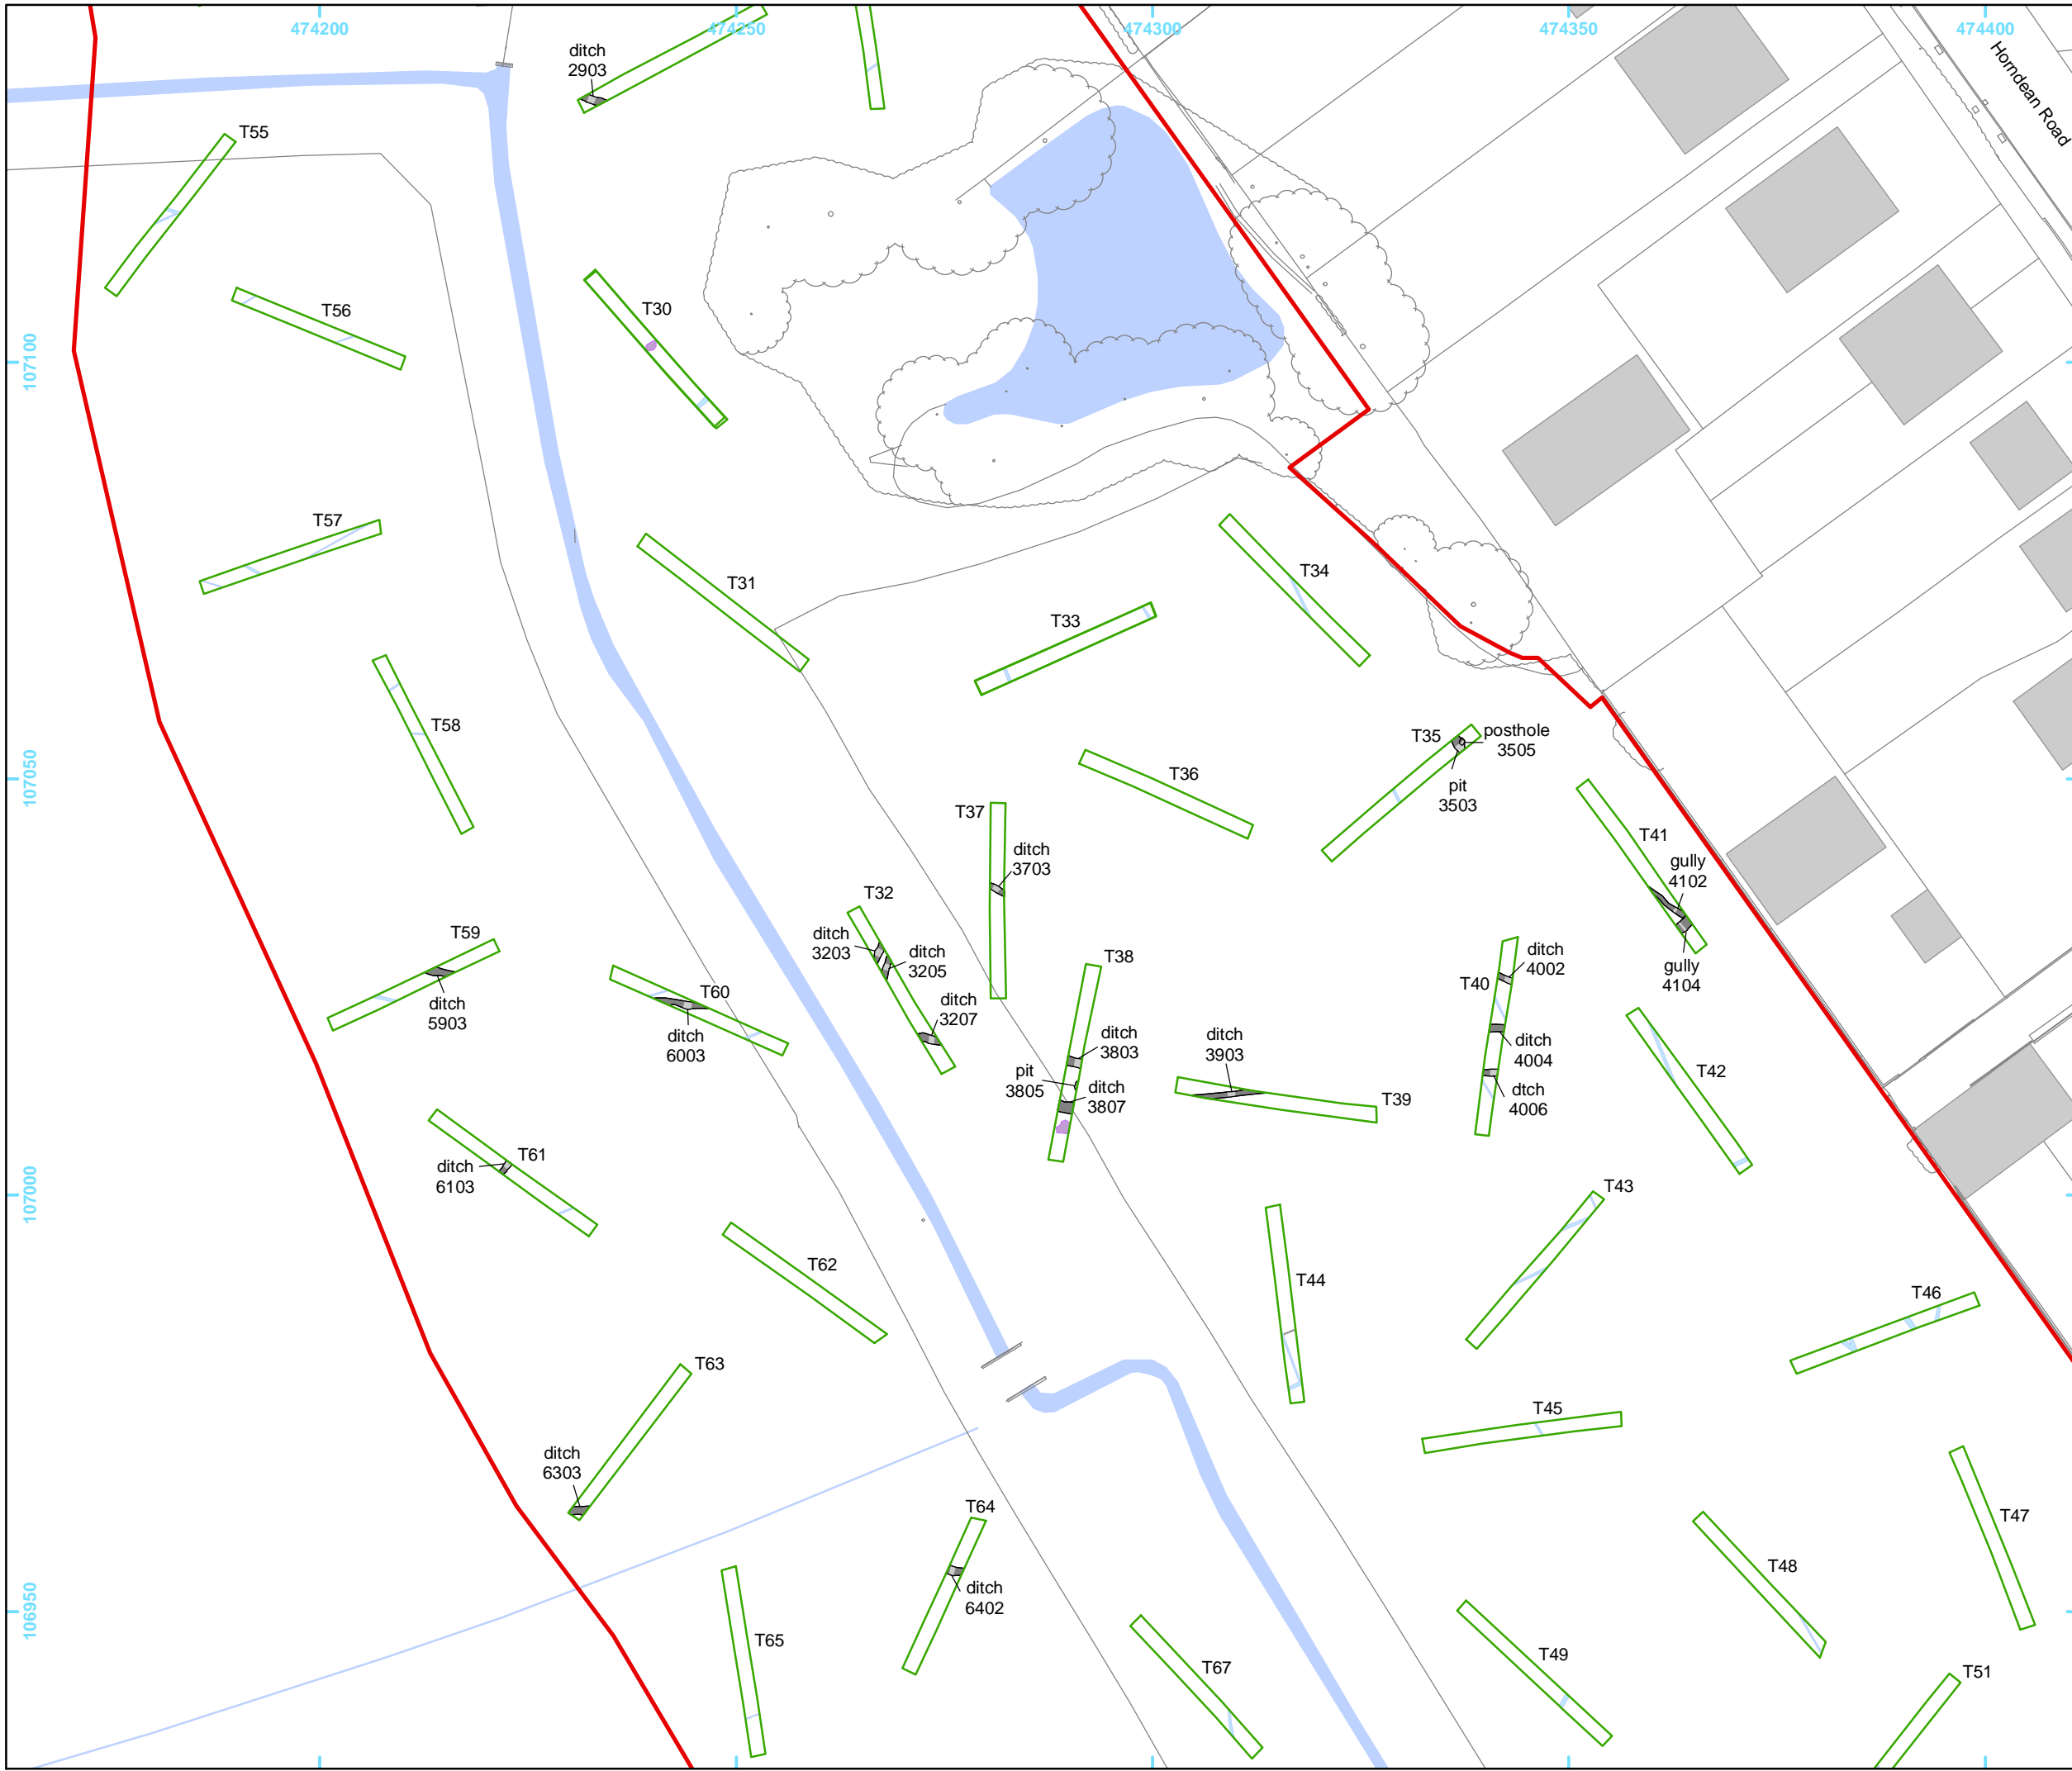 474200
474250
474300
474350
474400
Horndean Road
ditch
2903
T55
T56
T30
107100
T57
T31
T34
T33
T58
T35
posthole
3505
pit
3503
107050
T36
T37
T41
ditch
3703
gully
4102
T32
T59
ditch
3203
ditch
3205
T38
ditch
4002
gully
4104
T40
T60
ditch
5903
ditch
3207
ditch
6003
ditch
3803
ditch
3903
ditch
4004
pit
3805
ditch
3807
T42
dtch
4006
T39
T61
ditch
6103
107000
T43
T62
T44
T46
T63
T45
ditch
6303
T64
T47
T48
ditch
6402
106950
T65
T67
T49
T51